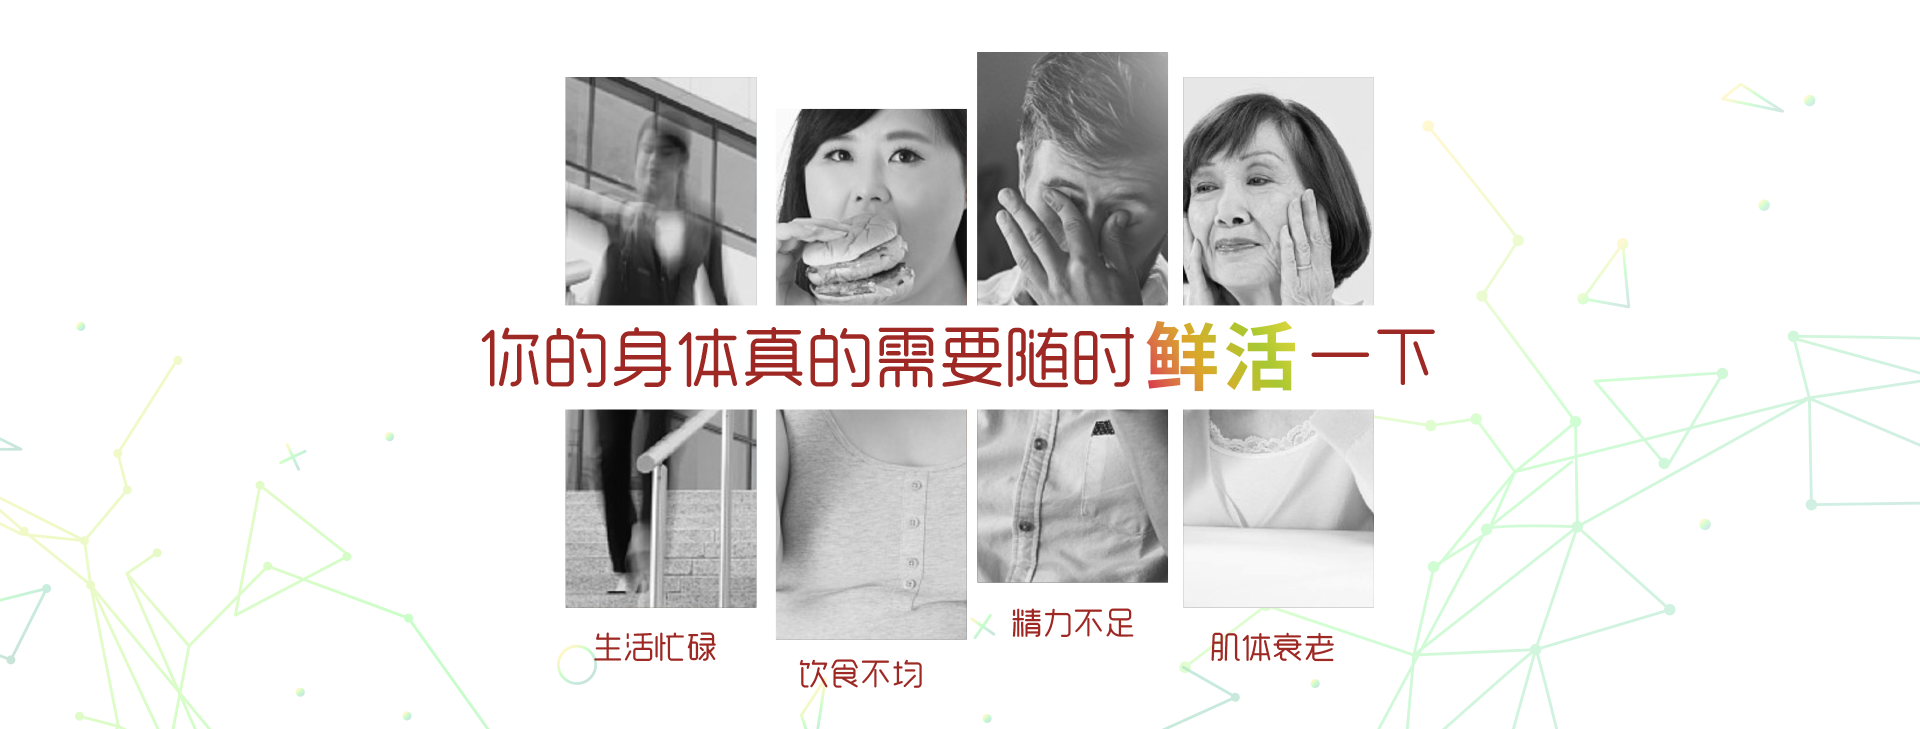 你的身体真的需要随时鲜活一下
生活忙碌
饮食不均
精力不足
肌体衰老